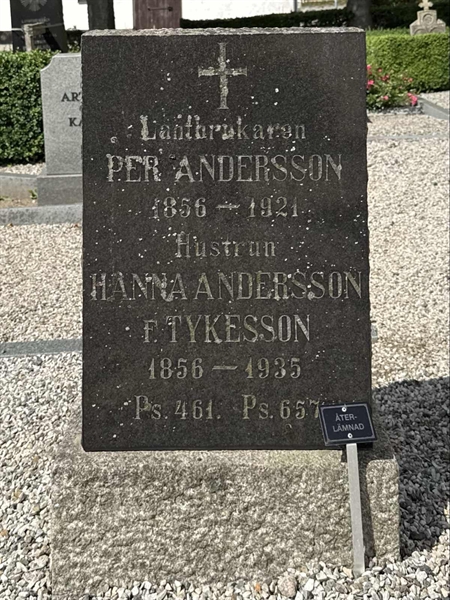 Lantbrukaren
PER ANDERSSON
1856 — 1921
Hustrun
HANNA ANDERSSON
F. TYKESSON
1856 — 1935
Ps. 461. Ps. 657
ÅTER-
LÄMNAD